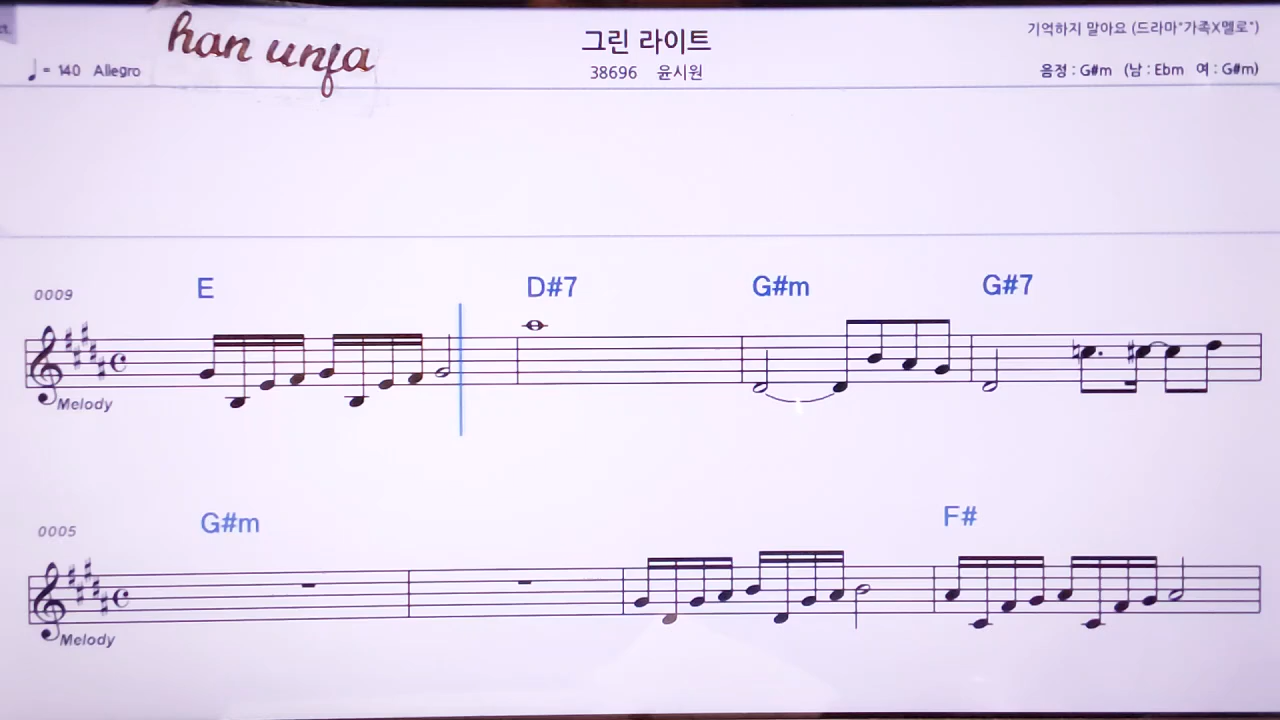 han unfa
그린 라이트
기억하지 말아요 (드라마"가족X멜로")
♩= 140 Allegro
38696 윤시원
음정 : G#m (남 : Ebm 여 : G#m)
E D#7 G#m G#7
0009
Melody
G#m F#
0005
Melody